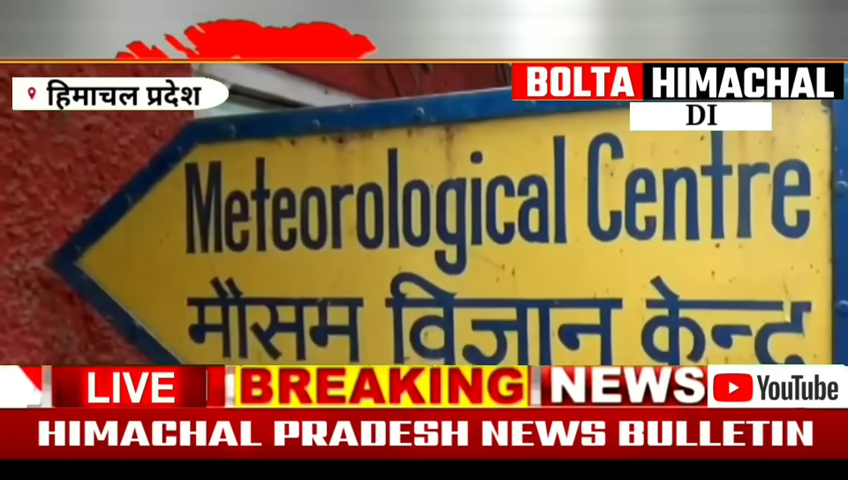 हिमाचल प्रदेश
BOLTA HIMACHAL
DI
Meteorological Centre
मौसम विज्ञान केन्द्र
LIVE BREAKING NEWS YouTube
HIMACHAL PRADESH NEWS BULLETIN